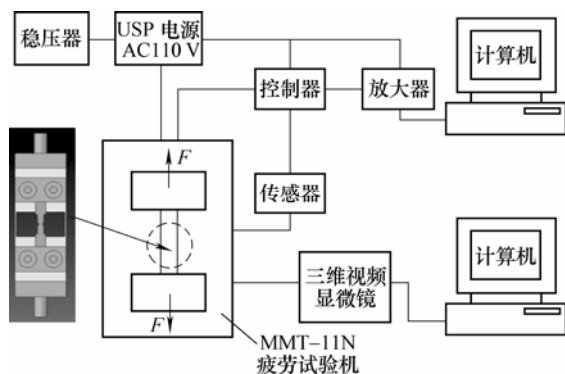 稳压器
USP 电源
AC110 V
计算机
控制器
放大器
F
传感器
计算机
三维视频
显微镜
F
MMT–11N
疲劳试验机